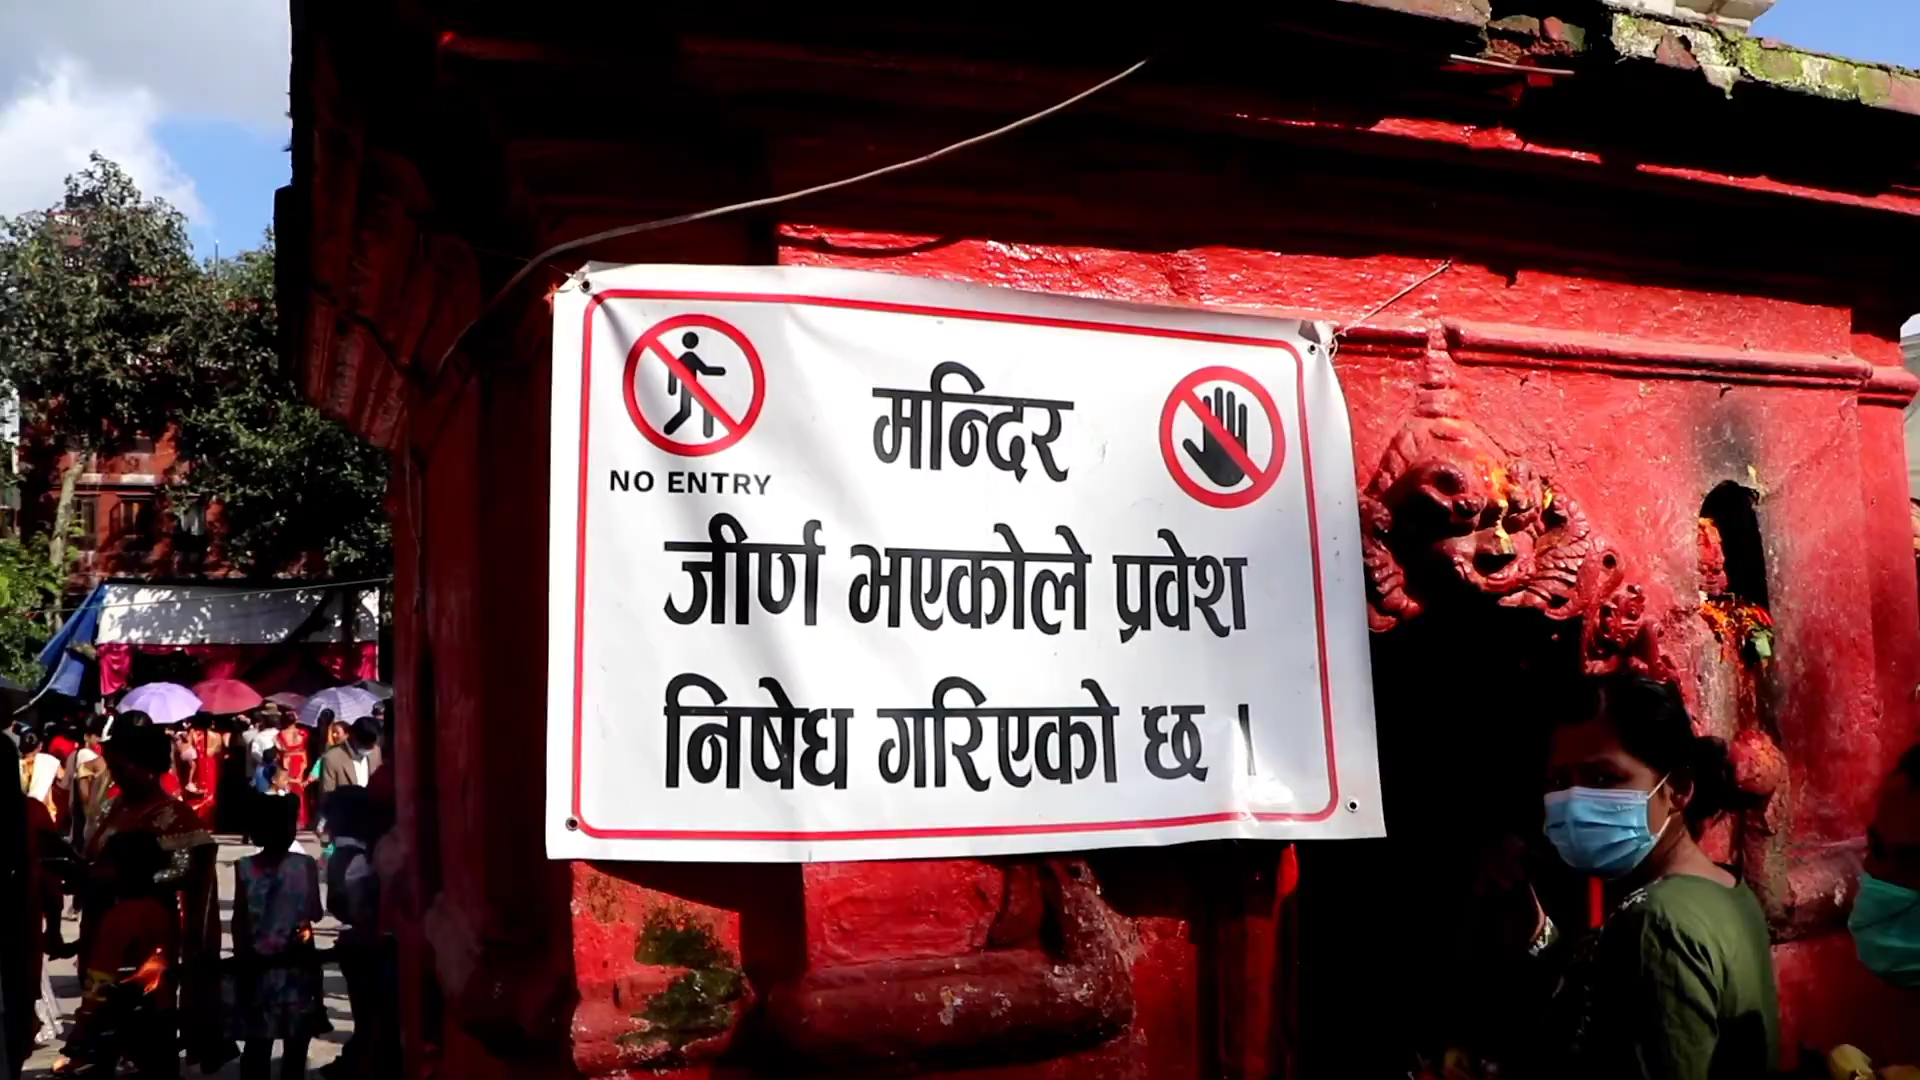 NO ENTRY
मन्दिर
जीर्ण भएकोले प्रवेश
निषेध गरिएको छ ।